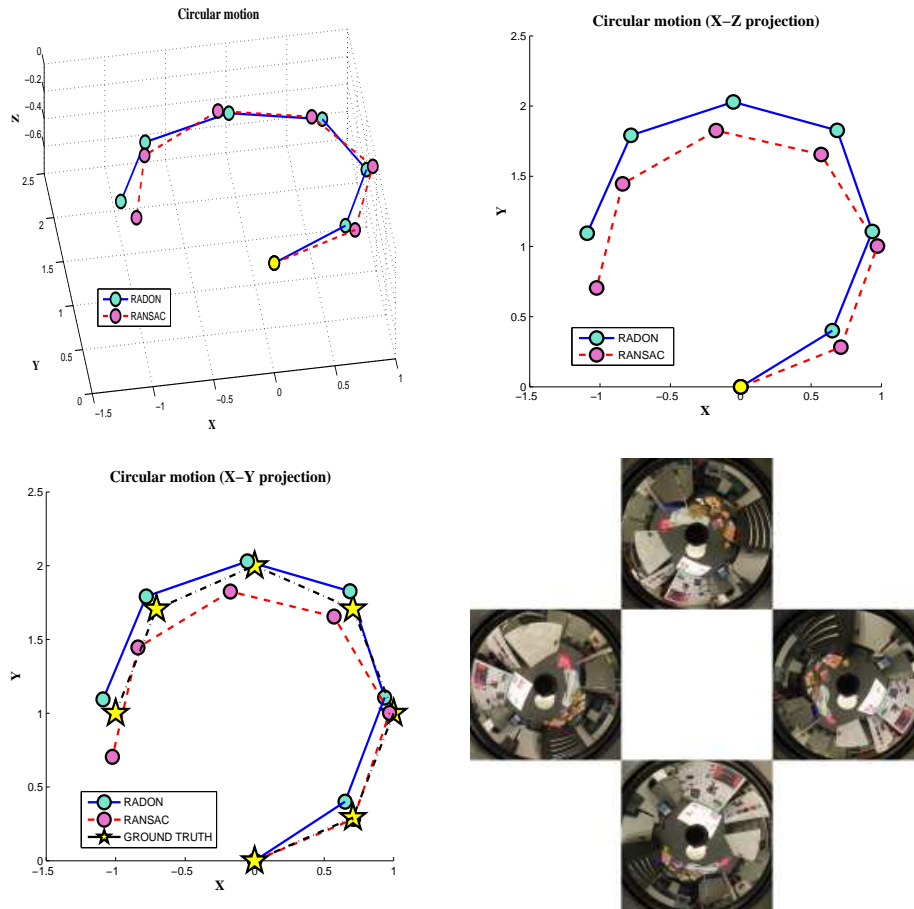 Circular motion
0
−0.2
−0.4
−0.6
Z
2.5
2
1.5
1
0.5
0
Y
−1.5
−1
−0.5
0
0.5
1
X
RADON
RANSAC
Circular motion (X−Z projection)
2.5
2
1.5
1
0.5
0
Y
−1.5
−1
−0.5
0
0.5
1
X
RADON
RANSAC
Circular motion (X−Y projection)
2.5
2
1.5
1
0.5
0
Y
−1.5
−1
−0.5
0
0.5
1
X
RADON
RANSAC
GROUND TRUTH